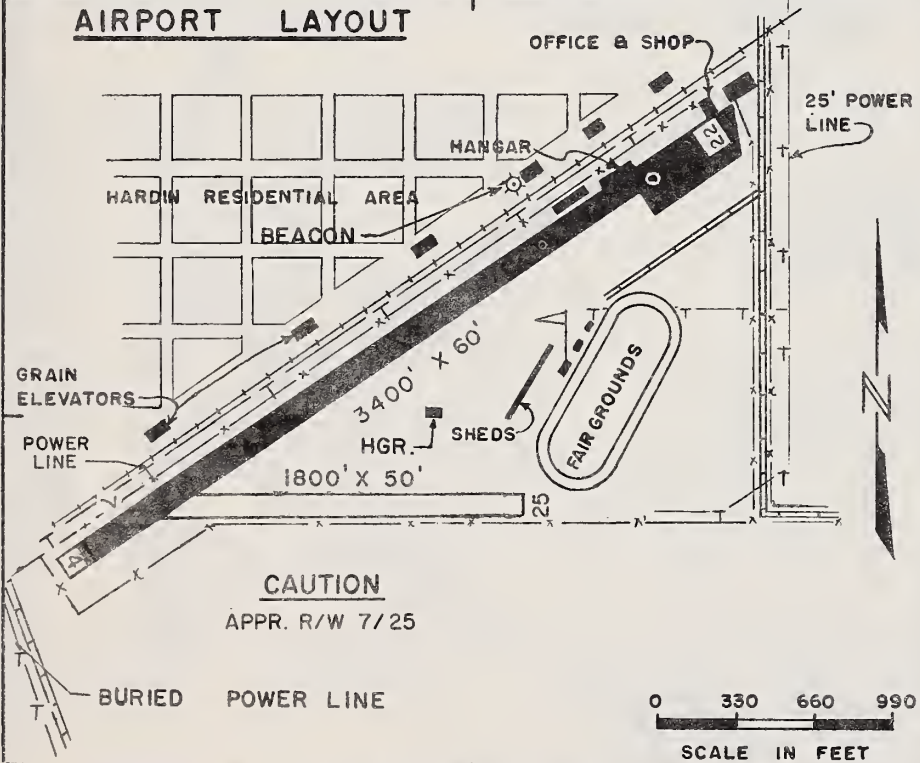 AIRPORT LAYOUT
OFFICE & SHOP
25' POWER
LINE
22
HANGAR
HARDIN RESIDENTIAL AREA
BEACON
3400' X 60'
GRAIN
ELEVATORS
FAIR GROUNDS
N
SHEDS
HGR.
POWER
LINE
1800' X 50'
25
4
CAUTION
APPR. R/W 7/25
BURIED POWER LINE
0 330 660 990
SCALE IN FEET